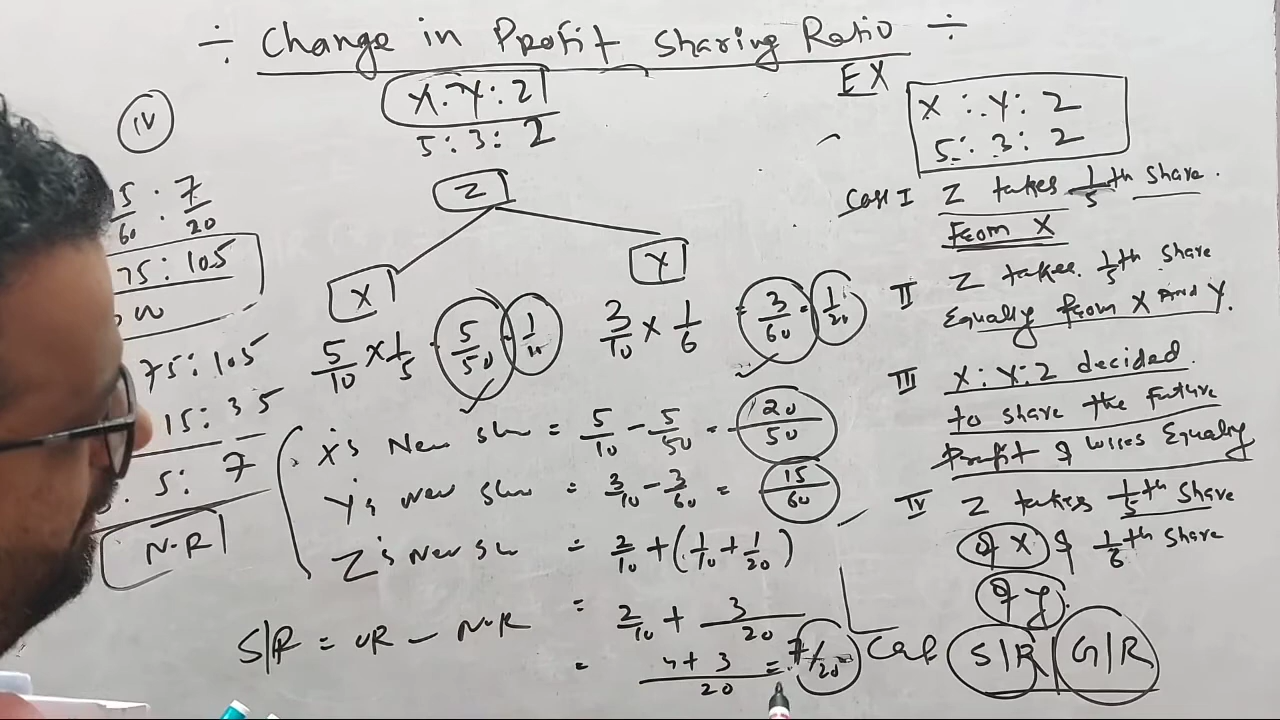 ÷ Change in Profit Sharing Ratio ÷
X:Y:Z
5:3:2
Z
X
Y
5/10 × 1/5 = 5/50 = 1/10
3/10 × 1/6 = 3/60 = 1/20
X's New sh = 5/10 - 5/50 = 20/50
Y's New sh = 3/10 - 3/60 = 15/60
Z's New sh = 2/10 + (1/10 + 1/20)
= 2/10 + 3/20
= 4+3/20 = 7/20
S/R = OR - N.R
IV
15/60 : 7/20
75 : 105
75 : 105
15 : 35
5 : 7
N.R
EX
X : Y : Z
5 : 3 : 2
Case I Z takes 1/5th share.
From X
II Z takes 1/5th share
Equally from X and Y.
III X:Y:Z decided.
to share the Future
Profit & losses Equally
IV Z takes 1/5th share
of X & 1/6th share
of Y.
Cal S/R G/R